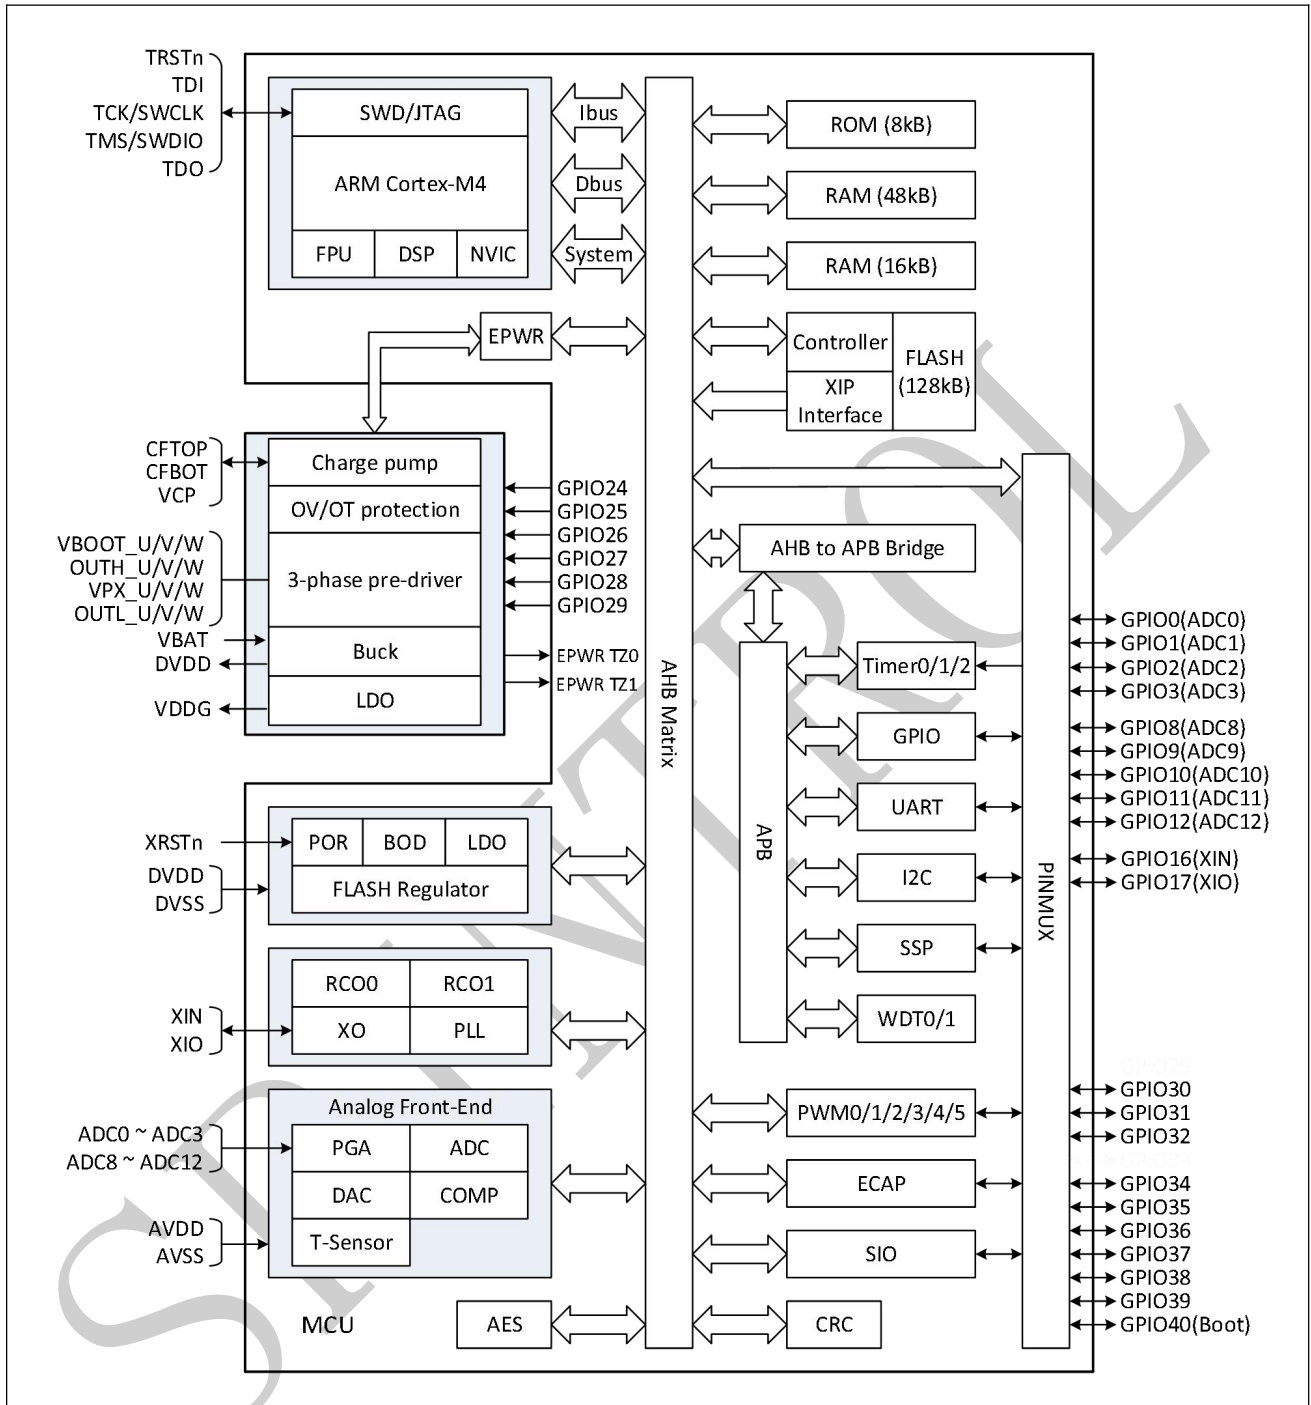 TRSTn
TDI
TCK/SWCLK
TMS/SWDIO
TDO
SWD/JTAG
ARM Cortex-M4
FPU
DSP
NVIC
Ibus
Dbus
System
ROM (8kB)
RAM (48kB)
RAM (16kB)
EPWR
Controller
XIP
Interface
FLASH
(128kB)
CFTOP
CFBOT
VCP
VBOOT_U/V/W
OUTH_U/V/W
VPX_U/V/W
OUTL_U/V/W
VBAT
DVDD
VDDG
Charge pump
OV/OT protection
3-phase pre-driver
Buck
LDO
GPIO24
GPIO25
GPIO26
GPIO27
GPIO28
GPIO29
EPWR TZ0
EPWR TZ1
AHB Matrix
AHB to APB Bridge
APB
Timer0/1/2
GPIO
UART
I2C
SSP
WDT0/1
PINMUX
GPIO0(ADC0)
GPIO1(ADC1)
GPIO2(ADC2)
GPIO3(ADC3)
GPIO8(ADC8)
GPIO9(ADC9)
GPIO10(ADC10)
GPIO11(ADC11)
GPIO12(ADC12)
GPIO16(XIN)
GPIO17(XIO)
XRSTn
DVDD
DVSS
POR
BOD
LDO
FLASH Regulator
XIN
XIO
RCO0
RCO1
XO
PLL
ADC0 ~ ADC3
ADC8 ~ ADC12
AVDD
AVSS
Analog Front-End
PGA
ADC
DAC
COMP
T-Sensor
PWM0/1/2/3/4/5
ECAP
SIO
GPIO30
GPIO31
GPIO32
GPIO34
GPIO35
GPIO36
GPIO37
GPIO38
GPIO39
GPIO40(Boot)
MCU
AES
CRC
SPINTROL